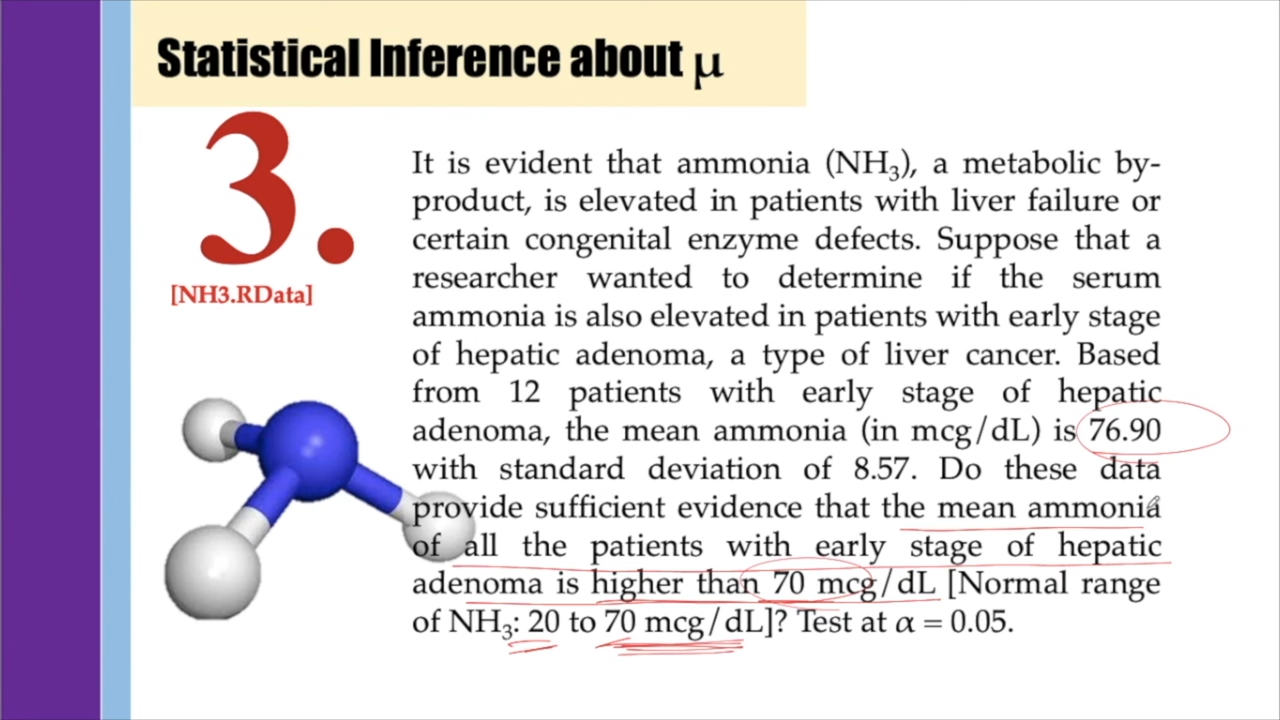 Statistical Inference about μ
3.
[NH3.RData]
It is evident that ammonia (NH₃), a metabolic by-
product, is elevated in patients with liver failure or
certain congenital enzyme defects. Suppose that a
researcher wanted to determine if the serum
ammonia is also elevated in patients with early stage
of hepatic adenoma, a type of liver cancer. Based
from 12 patients with early stage of hepatic
adenoma, the mean ammonia (in mcg/dL) is 76.90
with standard deviation of 8.57. Do these data
provide sufficient evidence that the mean ammonia
of all the patients with early stage of hepatic
adenoma is higher than 70 mcg/dL [Normal range
of NH₃: 20 to 70 mcg/dL]? Test at α = 0.05.